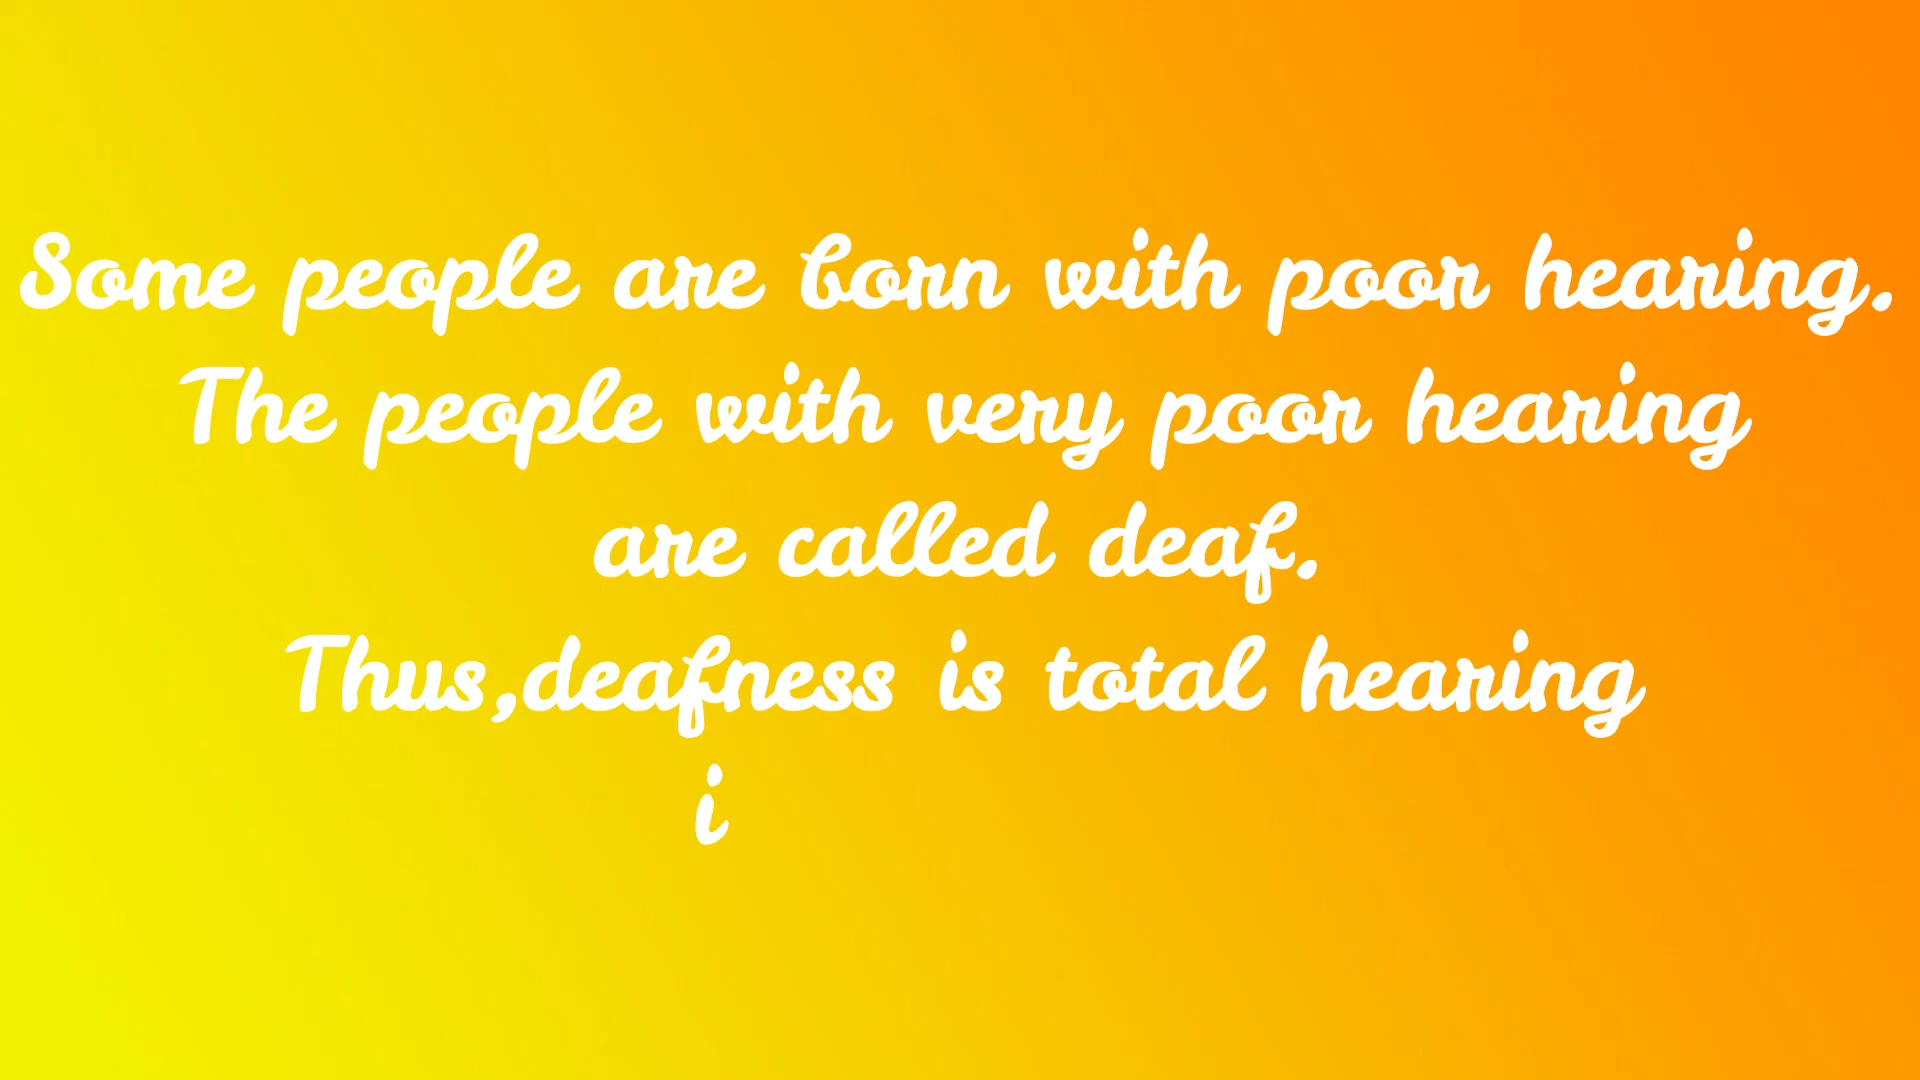 Some people are born with poor hearing.
The people with very poor hearing
are called deaf.
Thus,deafness is total hearing
i